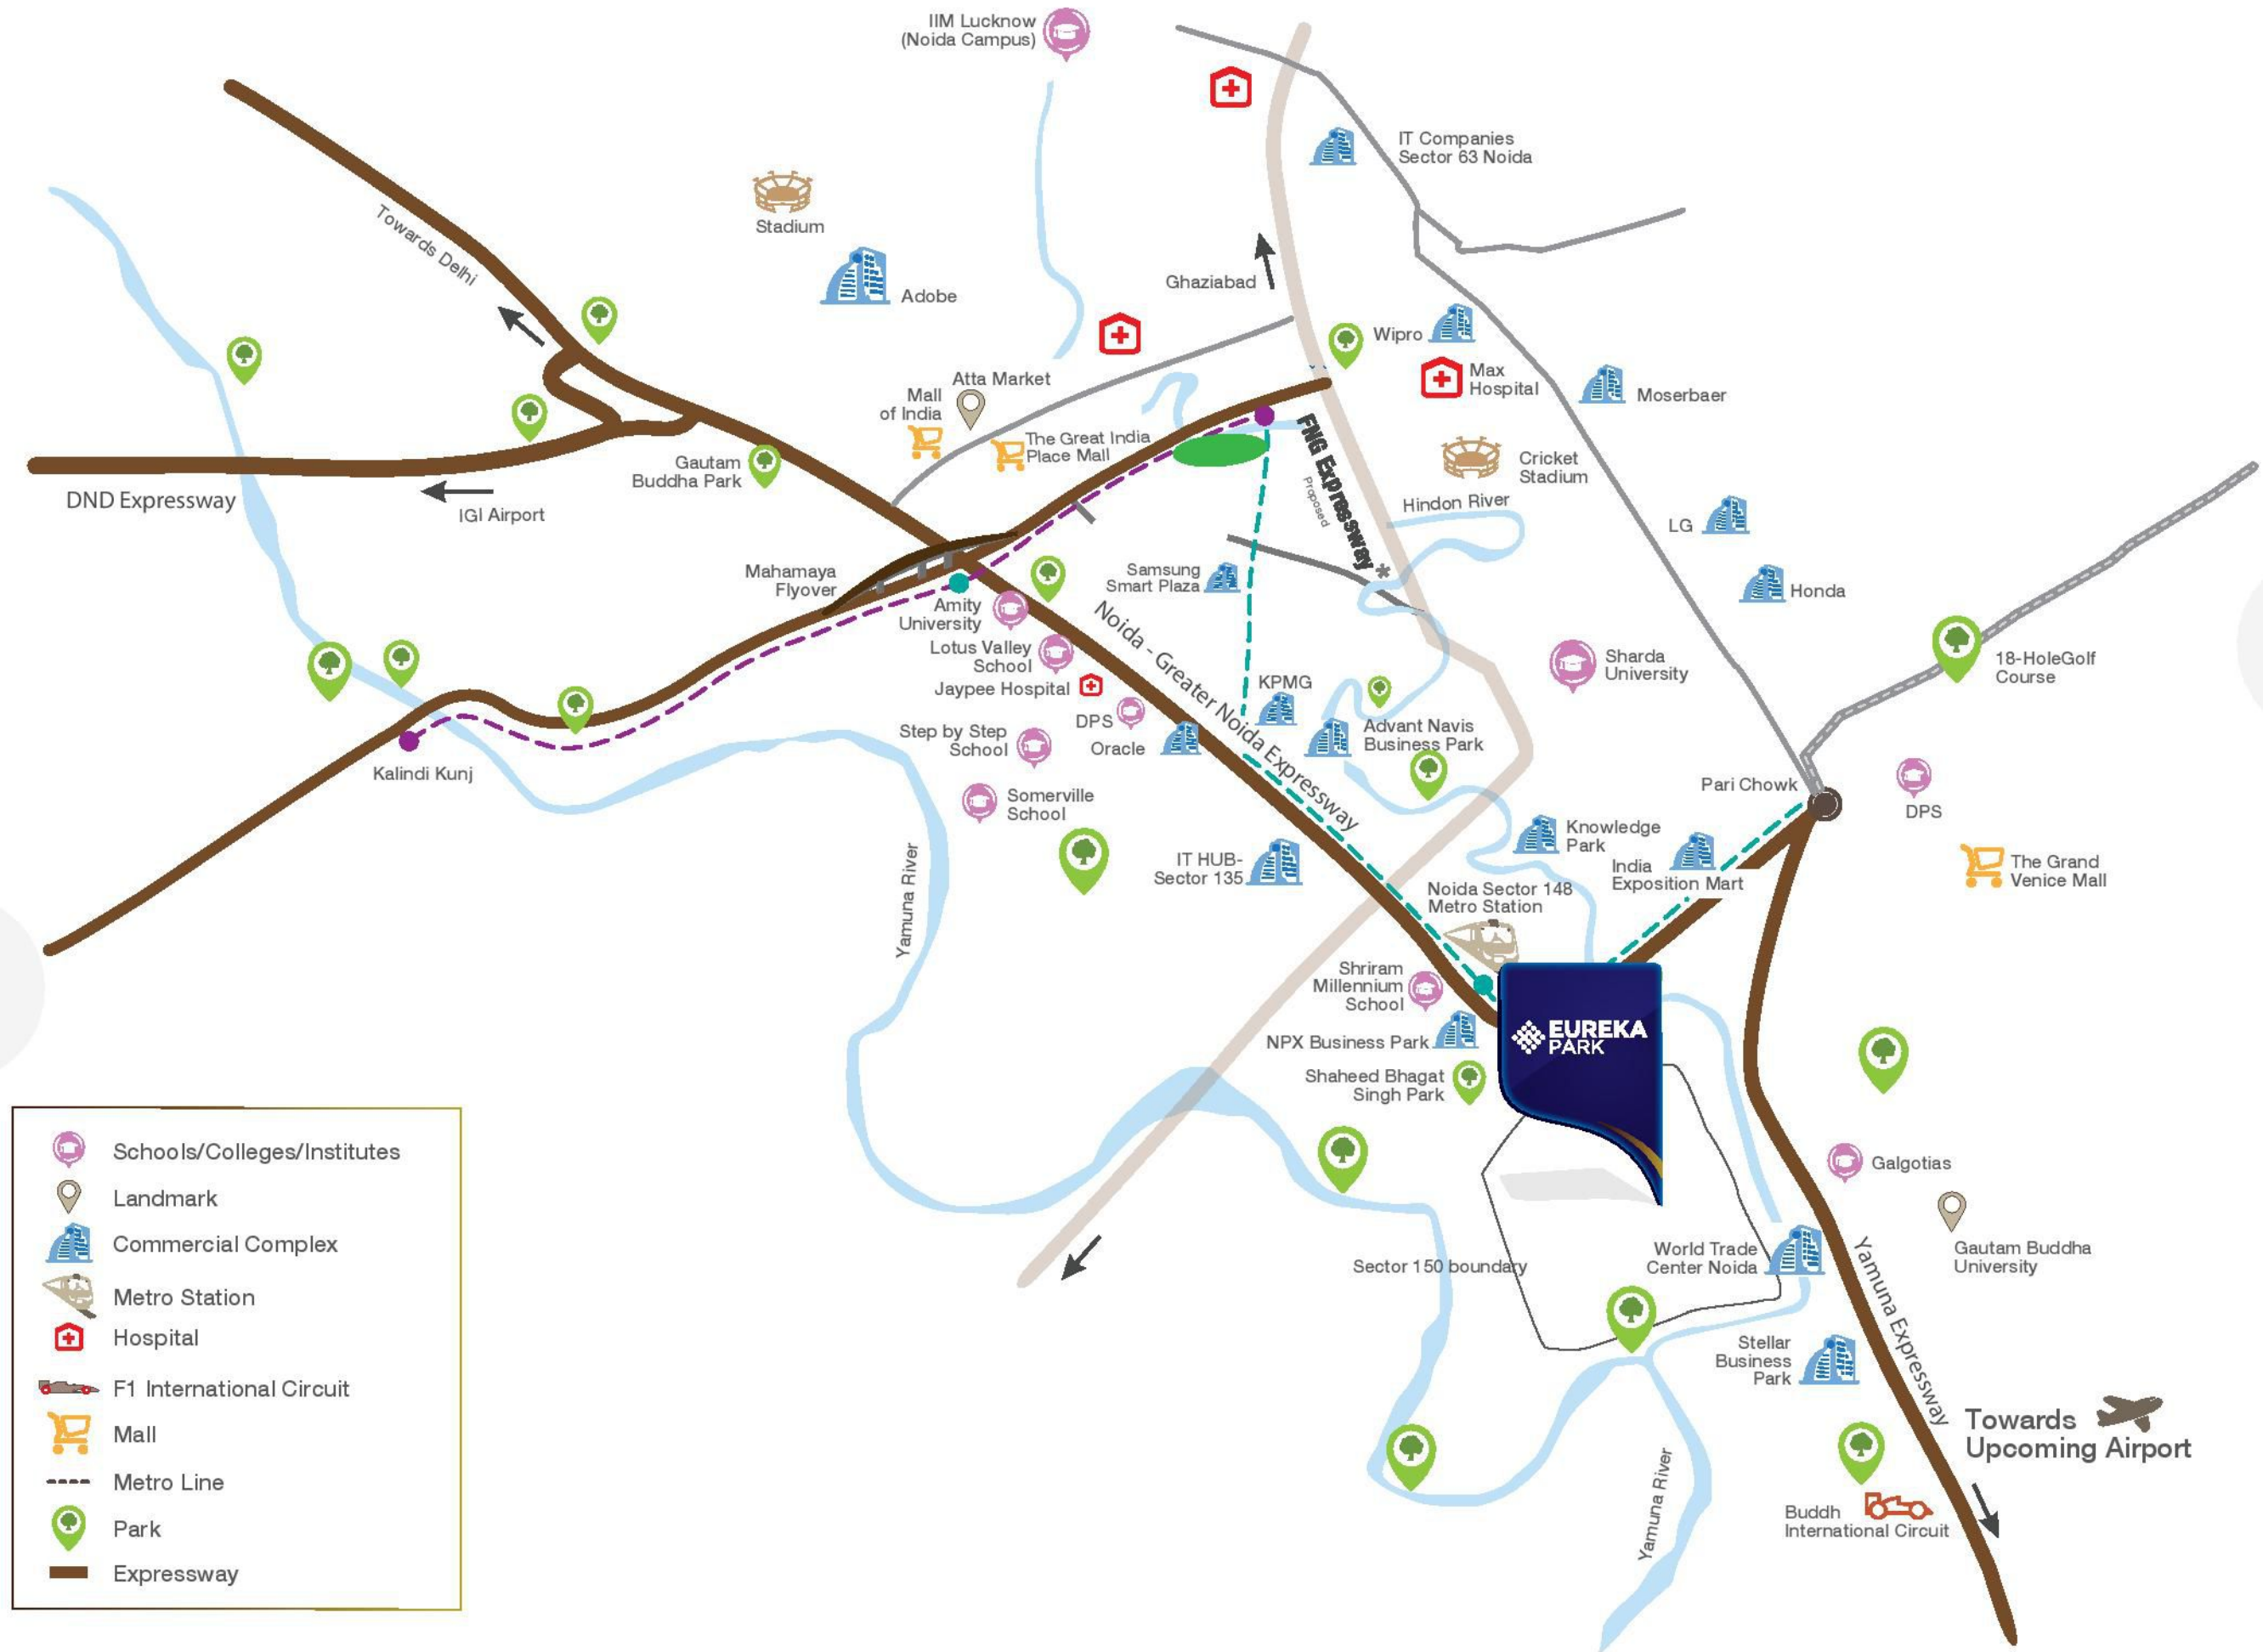 IIM Lucknow
(Noida Campus)
IT Companies
Sector 63 Noida
Towards Delhi
Stadium
Adobe
Ghaziabad
Wipro
Max
Hospital
Moserbaer
Atta Market
Mall
of India
The Great India
Place Mall
Gautam
Buddha Park
DND Expressway
IGI Airport
FNG Expressway *
Proposed
Cricket
Stadium
Hindon River
LG
Honda
Mahamaya
Flyover
Samsung
Smart Plaza
Amity
University
Lotus Valley
School
Jaypee Hospital
Noida - Greater Noida Expressway
KPMG
Sharda
University
18-HoleGolf
Course
DPS
Step by Step
School
Oracle
Advant Navis
Business Park
Kalindi Kunj
Pari Chowk
DPS
Somerville
School
Knowledge
Park
IT HUB-
Sector 135
India
Exposition Mart
The Grand
Venice Mall
Noida Sector 148
Metro Station
Yamuna River
Shriram
Millennium
School
EUREKA
PARK
NPX Business Park
Shaheed Bhagat
Singh Park
Galgotias
Sector 150 boundary
World Trade
Center Noida
Gautam Buddha
University
Yamuna Expressway
Stellar
Business
Park
Towards
Upcoming Airport
Yamuna River
Buddh
International Circuit
Schools/Colleges/Institutes
Landmark
Commercial Complex
Metro Station
Hospital
F1 International Circuit
Mall
Metro Line
Park
Expressway